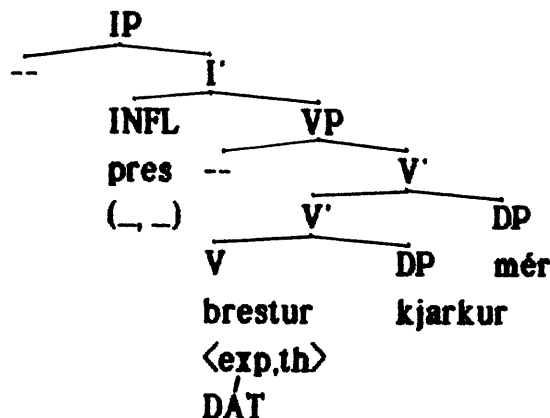 IP
-- I'
INFL VP
pres -- V'
(_, _) V' DP
V DP mér
brestur kjarkur
<exp,th>
DAT